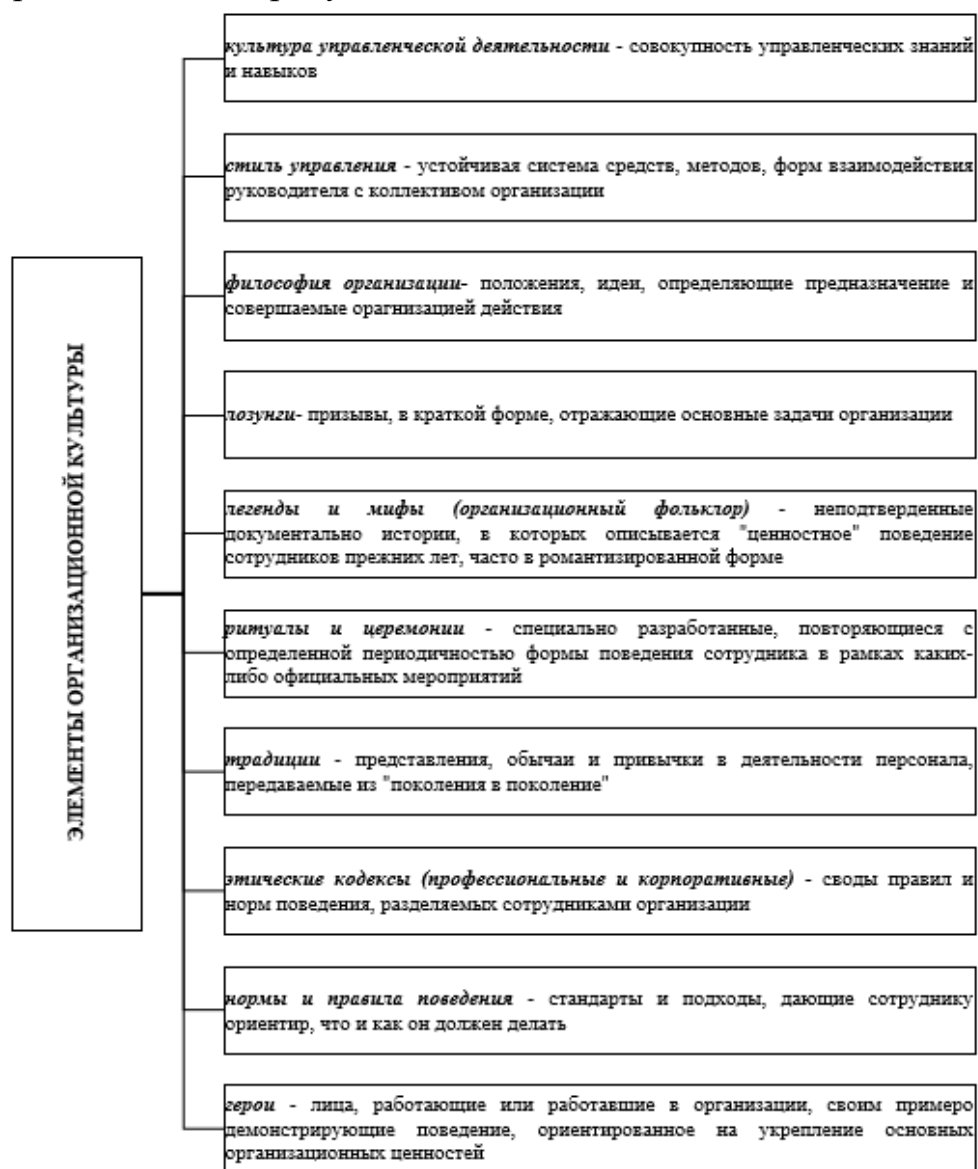 культура управленческой деятельности - совокупность управленческих знаний
и навыков
стиль управления - устойчивая система средств, методов, форм взаимодействия
руководителя с коллективом организации
философия организации- положения, идеи, определяющие предназначение и
совершаемые орагнизацией действия
ЭЛЕМЕНТЫ ОРГАНИЗАЦИОННОЙ КУЛЬТУРЫ
лозунги- призывы, в краткой форме, отражающие основные задачи организации
легенды и мифы (организационный фольклор) - неподтверденные
документально истории, в которых описывается "ценностное" поведение
сотрудников прежних лет, часто в романтизированной форме
ритуалы и церемонии - специально разработанные, повторяющиеся с
определенной периодичностью формы поведения сотрудника в рамках каких-
либо официальных мероприятий
традиции - представления, обычаи и привычки в деятельности персонала,
передаваемые из "поколения в поколение"
этические кодексы (профессиональные и корпоративные) - своды правил и
норм поведения, разделяемых сотрудниками организации
нормы и правила поведения - стандарты и подходы, дающие сотруднику
ориентир, что и как он должен делать
герои - лица, работающие или работавшие в организации, своим примеро
демонстрирующие поведение, ориентированное на укрепление основных
организационных ценностей